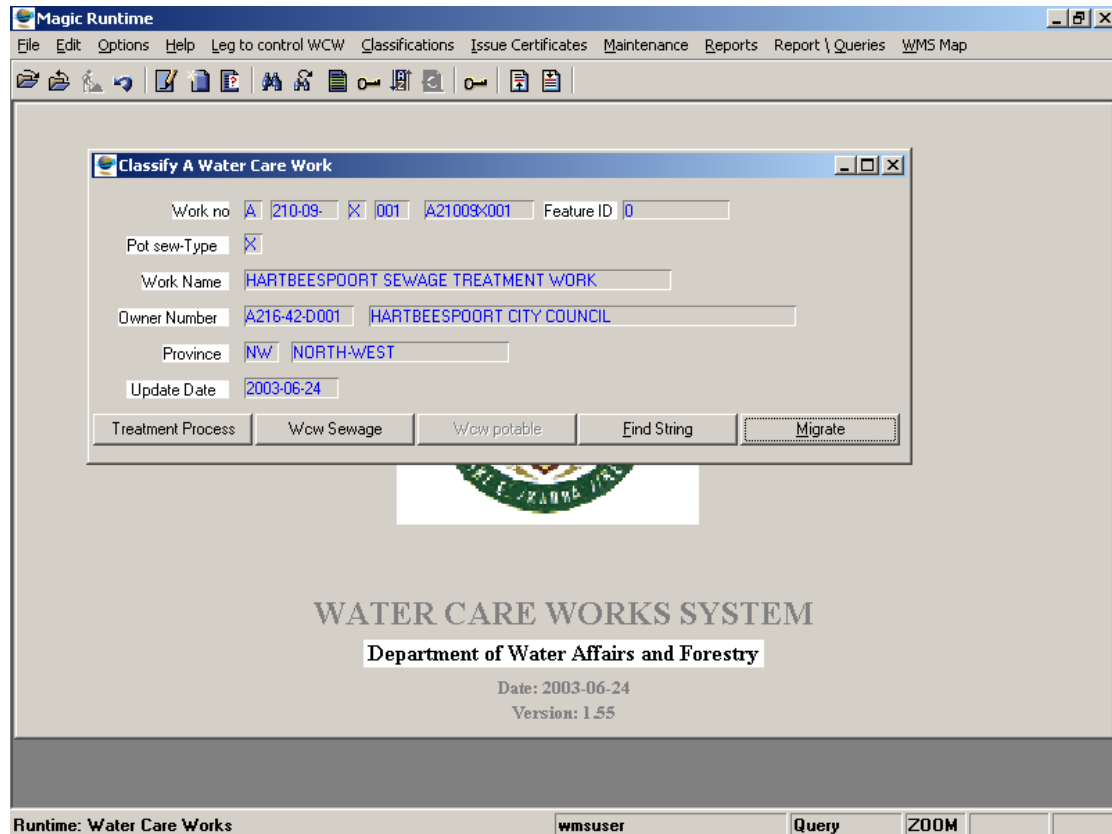 Magic Runtime
File Edit Options Help Leg to control WCW Classifications Issue Certificates Maintenance Reports Report \ Queries WMS Map
Classify A Water Care Work
Work no A 210-09- X 001 A21009X001 Feature ID 0
Pot sew-Type X
Work Name HARTBEESPOORT SEWAGE TREATMENT WORK
Owner Number A216-42-D001 HARTBEESPOORT CITY COUNCIL
Province NW NORTH-WEST
Update Date 2003-06-24
Treatment Process Wcw Sewage Wcw potable Find String Migrate
WATER CARE WORKS SYSTEM
Department of Water Affairs and Forestry
Date: 2003-06-24
Version: 1.55
Runtime: Water Care Works wmsuser Query ZOOM